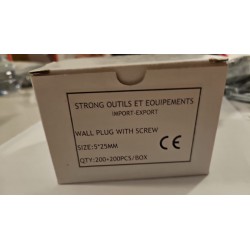 STRONG OUTILS ET EQUIPEMENTS
IMPORT-EXPORT
WALL PLUG WITH SCREW
SIZE:5*25MM
CE
QTY:200+200PCS/BOX